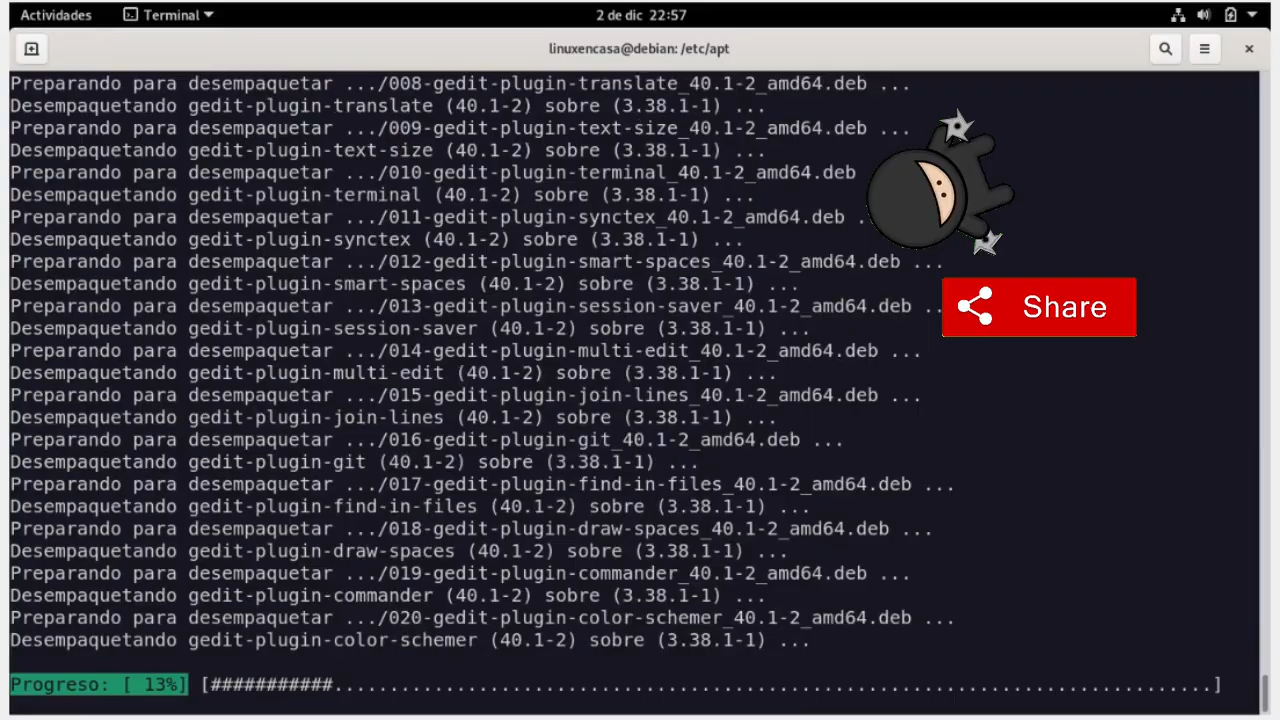 Actividades Terminal 2 de dic 22:57
linuxencasa@debian: /etc/apt
Preparando para desempaquetar .../008-gedit-plugin-translate_40.1-2_amd64.deb ...
Desempaquetando gedit-plugin-translate (40.1-2) sobre (3.38.1-1) ...
Preparando para desempaquetar .../009-gedit-plugin-text-size_40.1-2_amd64.deb ...
Desempaquetando gedit-plugin-text-size (40.1-2) sobre (3.38.1-1) ...
Preparando para desempaquetar .../010-gedit-plugin-terminal_40.1-2_amd64.deb
Desempaquetando gedit-plugin-terminal (40.1-2) sobre (3.38.1-1) ...
Preparando para desempaquetar .../011-gedit-plugin-synctex_40.1-2_amd64.deb .
Desempaquetando gedit-plugin-synctex (40.1-2) sobre (3.38.1-1) ...
Preparando para desempaquetar .../012-gedit-plugin-smart-spaces_40.1-2_amd64.deb ...
Desempaquetando gedit-plugin-smart-spaces (40.1-2) sobre (3.38.1-1) ...
Preparando para desempaquetar .../013-gedit-plugin-session-saver_40.1-2_amd64.deb ..
Share
Desempaquetando gedit-plugin-session-saver (40.1-2) sobre (3.38.1-1) ...
Preparando para desempaquetar .../014-gedit-plugin-multi-edit_40.1-2_amd64.deb ...
Desempaquetando gedit-plugin-multi-edit (40.1-2) sobre (3.38.1-1) ...
Preparando para desempaquetar .../015-gedit-plugin-join-lines_40.1-2_amd64.deb ...
Desempaquetando gedit-plugin-join-lines (40.1-2) sobre (3.38.1-1) ...
Preparando para desempaquetar .../016-gedit-plugin-git_40.1-2_amd64.deb ...
Desempaquetando gedit-plugin-git (40.1-2) sobre (3.38.1-1) ...
Preparando para desempaquetar .../017-gedit-plugin-find-in-files_40.1-2_amd64.deb ...
Desempaquetando gedit-plugin-find-in-files (40.1-2) sobre (3.38.1-1) ...
Preparando para desempaquetar .../018-gedit-plugin-draw-spaces_40.1-2_amd64.deb ...
Desempaquetando gedit-plugin-draw-spaces (40.1-2) sobre (3.38.1-1) ...
Preparando para desempaquetar .../019-gedit-plugin-commander_40.1-2_amd64.deb ...
Desempaquetando gedit-plugin-commander (40.1-2) sobre (3.38.1-1) ...
Preparando para desempaquetar .../020-gedit-plugin-color-schemer_40.1-2_amd64.deb ...
Desempaquetando gedit-plugin-color-schemer (40.1-2) sobre (3.38.1-1) ...
Progreso: [ 13%] [###########...............................................................................]